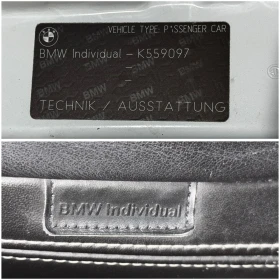 VEHICLE TYPE: PASSENGER CAR
BMW Individual - K559097
-
-
TECHNIK / AUSSTATTUNG
BMW individual